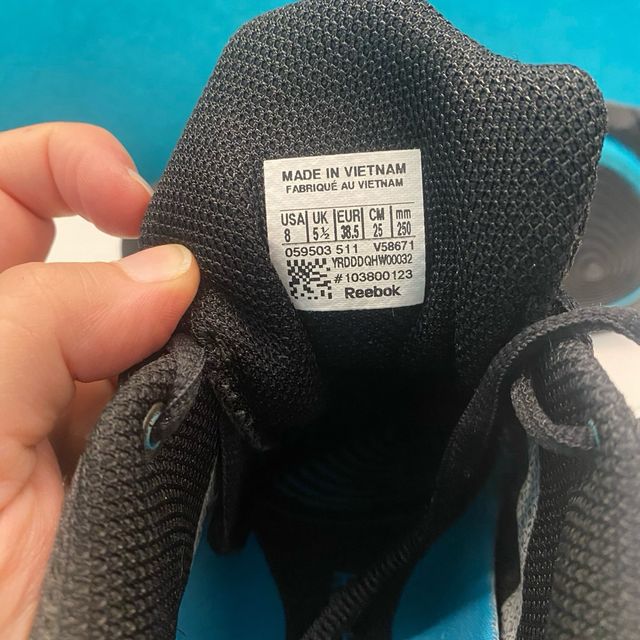 MADE IN VIETNAM
FABRIQUÉ AU VIETNAM
USA UK EUR CM mm
8 5½ 38.5 25 250
059503 511 V58671
YRDDDQHW00032
#103800123
Reebok